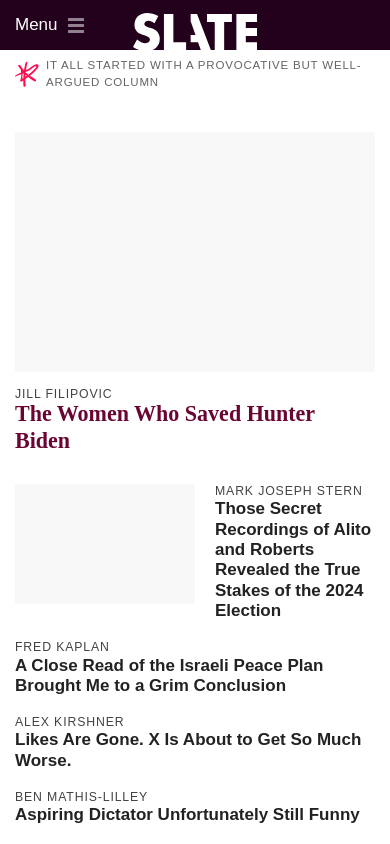 Menu
SLATE
IT ALL STARTED WITH A PROVOCATIVE BUT WELL-
ARGUED COLUMN
JILL FILIPOVIC
The Women Who Saved Hunter
Biden
MARK JOSEPH STERN
Those Secret
Recordings of Alito
and Roberts
Revealed the True
Stakes of the 2024
Election
FRED KAPLAN
A Close Read of the Israeli Peace Plan
Brought Me to a Grim Conclusion
ALEX KIRSHNER
Likes Are Gone. X Is About to Get So Much
Worse.
BEN MATHIS-LILLEY
Aspiring Dictator Unfortunately Still Funny